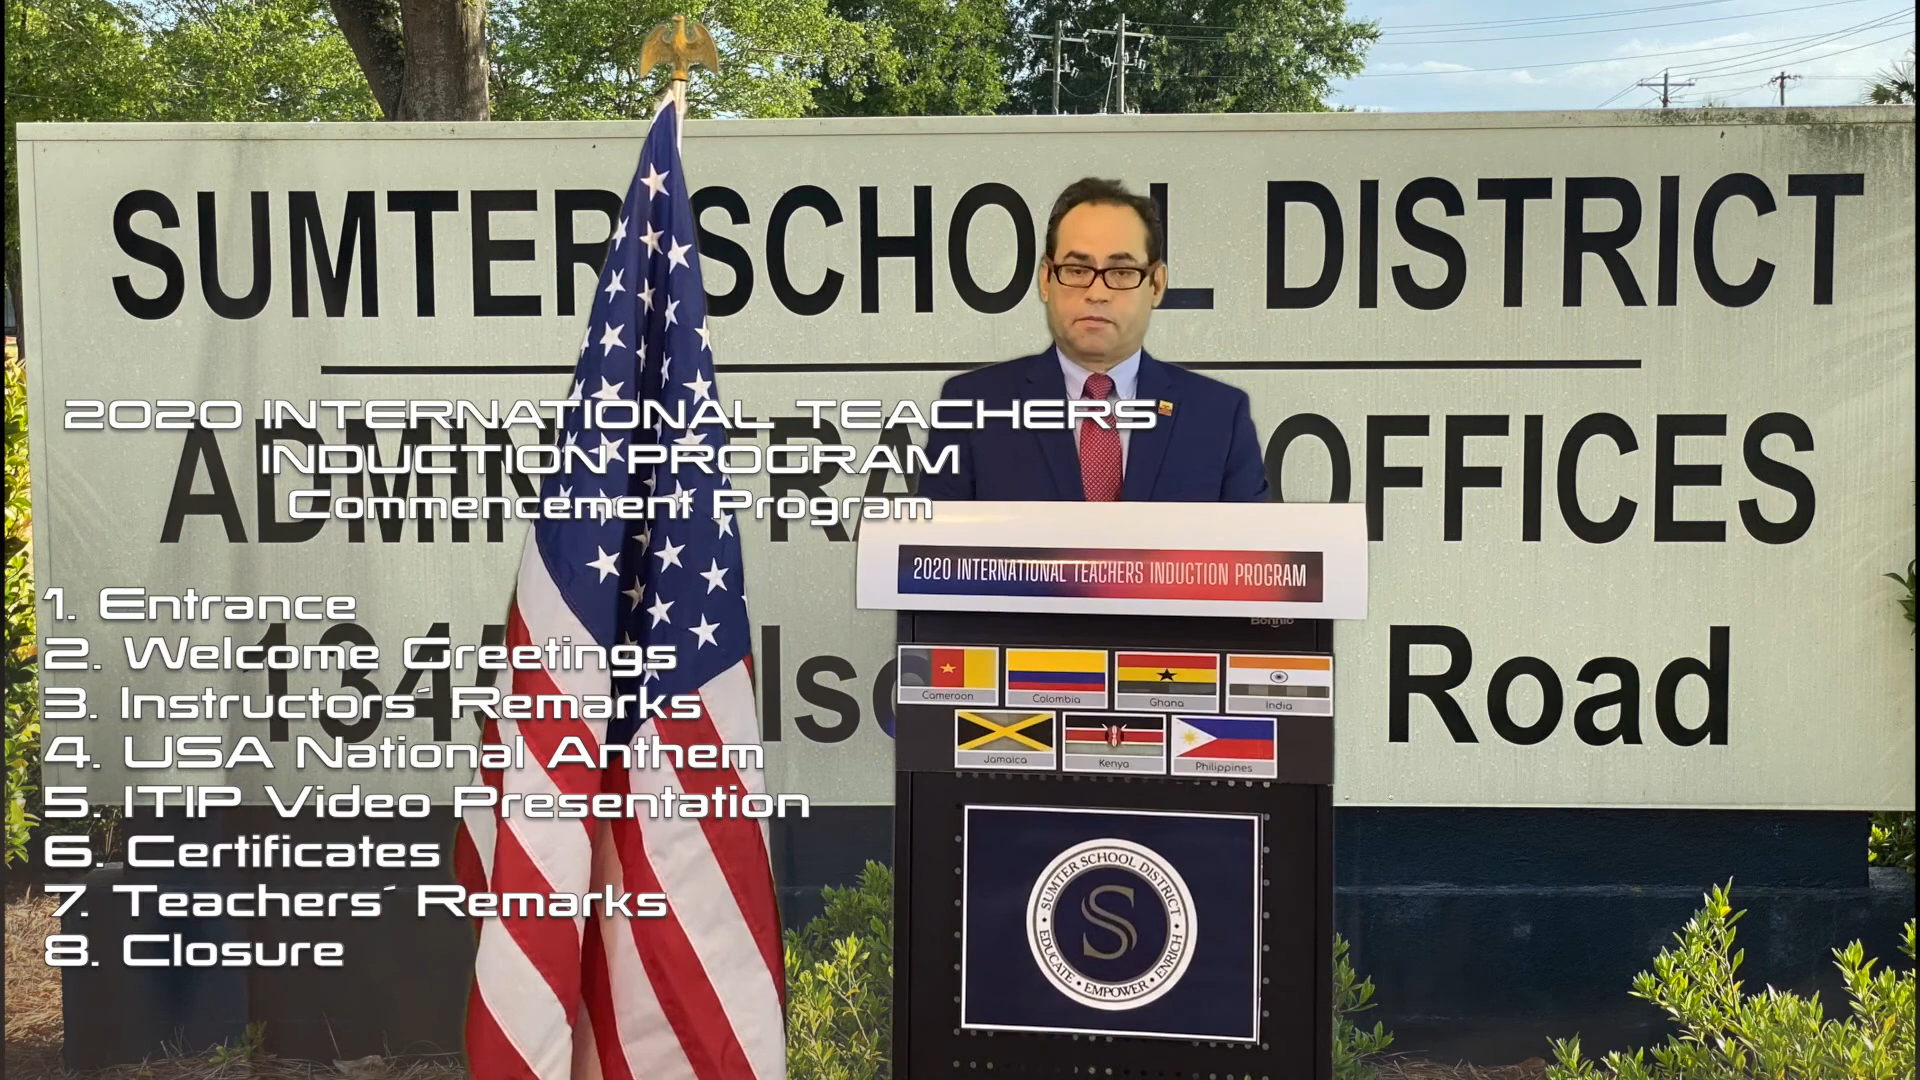 SUMTER SCHOOL DISTRICT
OFFICES
Road
2020 INTERNATIONAL TEACHERS
INDUCTION PROGRAM
Commencement Program
1. Entrance
2. Welcome Greetings
3. Instructors´ Remarks
4. USA National Anthem
5. ITIP Video Presentation
6. Certificates
7. Teachers´ Remarks
8. Closure
2020 INTERNATIONAL TEACHERS INDUCTION PROGRAM
Cameroon
Colombia
Ghana
India
Jamaica
Kenya
Philippines
SUMTER SCHOOL DISTRICT
S
EDUCATE • EMPOWER • ENRICH